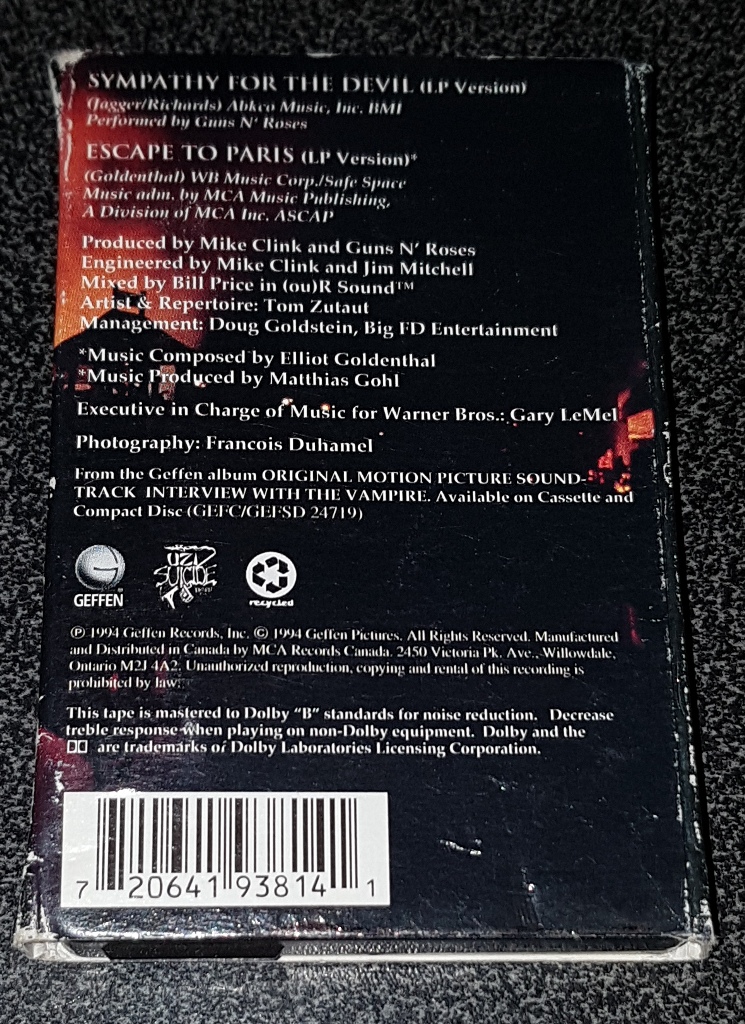 SYMPATHY FOR THE DEVIL (LP Version)
(Jagger/Richards) Abkco Music, Inc. BMI
Performed by Guns N' Roses
ESCAPE TO PARIS (LP Version)*
(Goldenthal) WB Music Corp./Safe Space
Music adm. by MCA Music Publishing,
A Division of MCA Inc. ASCAP
Produced by Mike Clink and Guns N' Roses
Engineered by Mike Clink and Jim Mitchell
Mixed by Bill Price in (ou)R Sound™
Artist & Repertoire: Tom Zutaut
Management: Doug Goldstein, Big FD Entertainment
*Music Composed by Elliot Goldenthal
*Music Produced by Matthias Gohl
Executive in Charge of Music for Warner Bros.: Gary LeMel
Photography: Francois Duhamel
From the Geffen album ORIGINAL MOTION PICTURE SOUND-
TRACK INTERVIEW WITH THE VAMPIRE. Available on Cassette and
Compact Disc (GEFC/GEFSD 24719)
GEFFEN
UZI
SUICIDE
recycled
℗ 1994 Geffen Records, Inc. © 1994 Geffen Pictures. All Rights Reserved. Manufactured
and Distributed in Canada by MCA Records Canada. 2450 Victoria Pk. Ave., Willowdale,
Ontario M2J 4A2. Unauthorized reproduction, copying and rental of this recording is
prohibited by law.
This tape is mastered to Dolby "B" standards for noise reduction. Decrease
treble response when playing on non-Dolby equipment. Dolby and the
are trademarks of Dolby Laboratories Licensing Corporation.
7 20641 93814 1